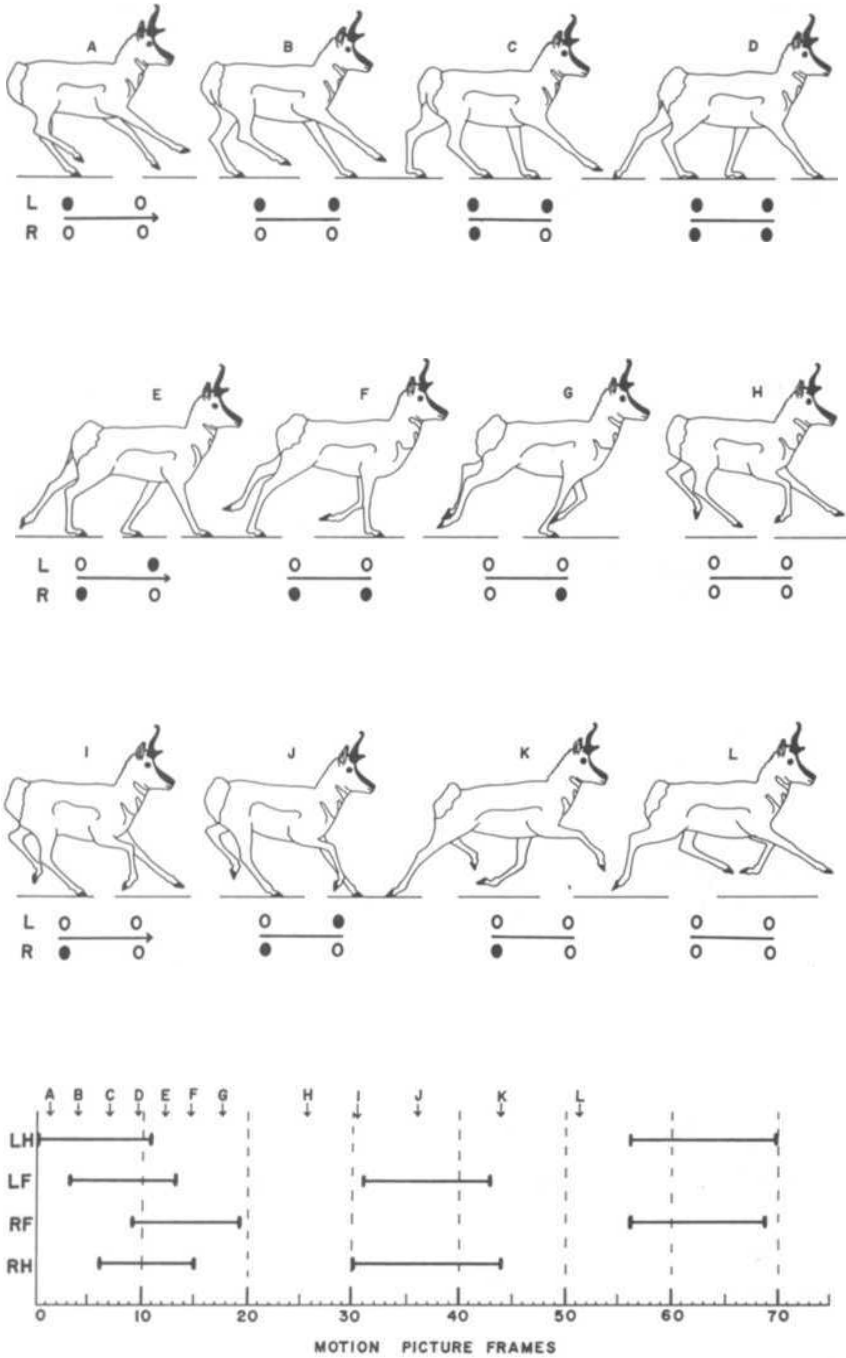 A B C D
L
R
E F G H
L
R
I J K L
L
R
A B C D E F G H I J K L
LH
LF
RF
RH
0 10 20 30 40 50 60 70
MOTION PICTURE FRAMES